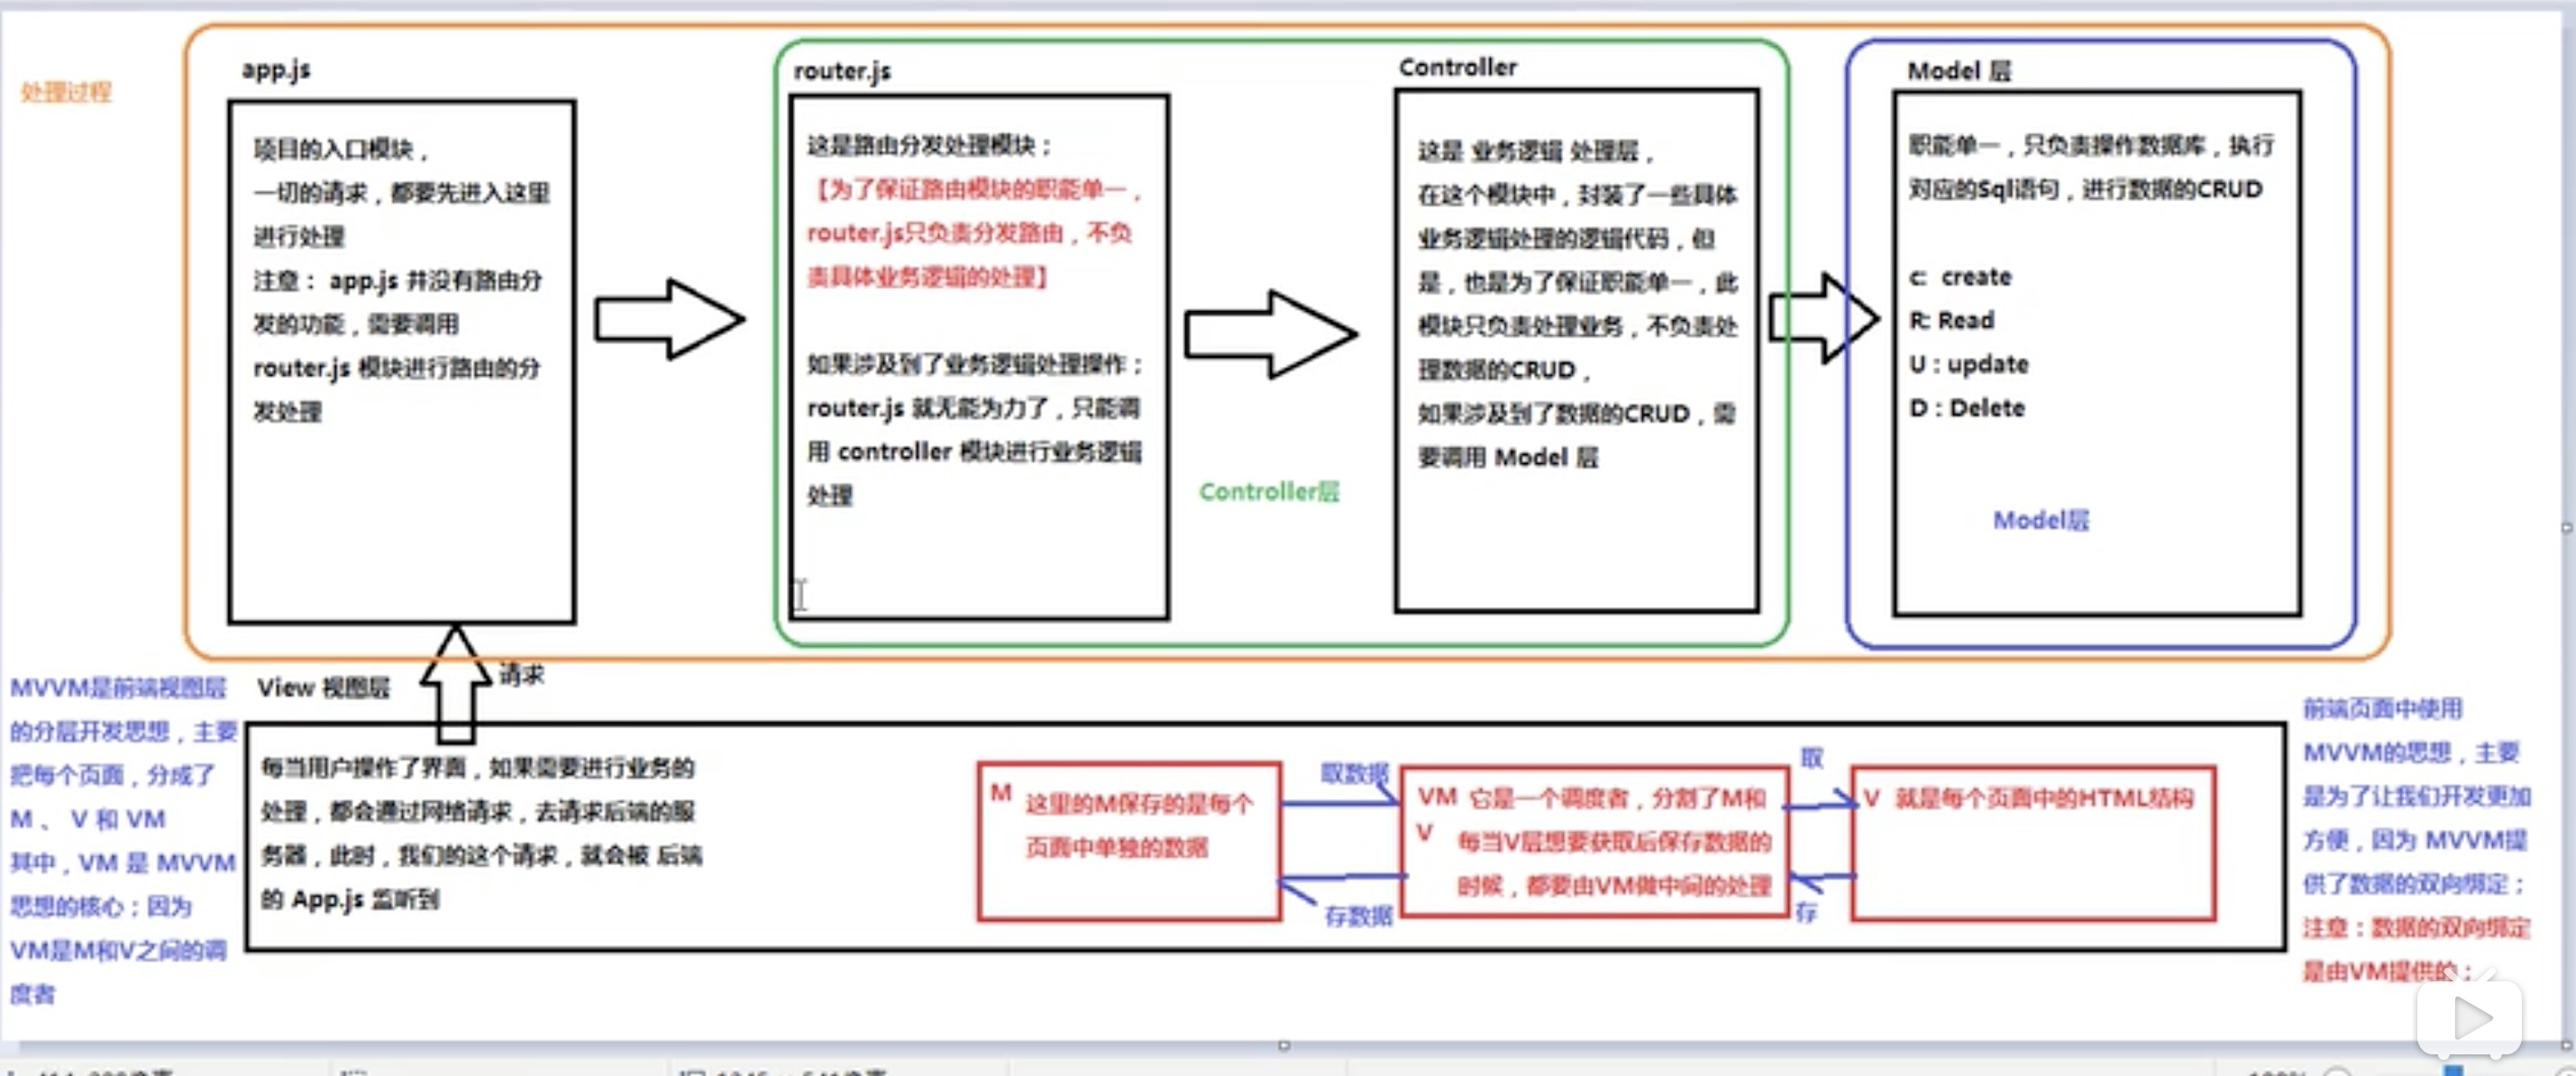 处理过程
app.js
项目的入口模块，
一切的请求，都要先进入这里
进行处理
注意： app.js 并没有路由分
发的功能，需要调用
router.js 模块进行路由的分
发处理
router.js
这是路由分发处理模块；
【为了保证路由模块的职能单一，
router.js只负责分发路由，不负
责具体业务逻辑的处理】
如果涉及到了业务逻辑处理操作；
router.js 就无能为力了，只能调
用 controller 模块进行业务逻辑
处理
Controller层
Controller
这是 业务逻辑 处理层，
在这个模块中，封装了一些具体
业务逻辑处理的逻辑代码，但
是，也是为了保证职能单一，此
模块只负责处理业务，不负责处
理数据的CRUD，
如果涉及到了数据的CRUD，需
要调用 Model 层
Model 层
职能单一，只负责操作数据库，执行
对应的Sql语句，进行数据的CRUD
c: create
R: Read
U : update
D : Delete
Model层
请求
MVVM是前端视图层
的分层开发思想，主要
把每个页面，分成了
M 、 V 和 VM
其中，VM 是 MVVM
思想的核心；因为
VM是M和V之间的调
度者
View 视图层
每当用户操作了界面，如果需要进行业务的
处理，都会通过网络请求，去请求后端的服
务器，此时，我们的这个请求，就会被 后端
的 App.js 监听到
M
这里的M保存的是每个
页面中单独的数据
取数据
存数据
VM 它是一个调度者，分割了M和
V
每当V层想要获取后保存数据的
时候，都要由VM做中间的处理
取
存
V 就是每个页面中的HTML结构
前端页面中使用
MVVM的思想，主要
是为了让我们开发更加
方便，因为 MVVM提
供了数据的双向绑定；
注意：数据的双向绑定
是由VM提供的；